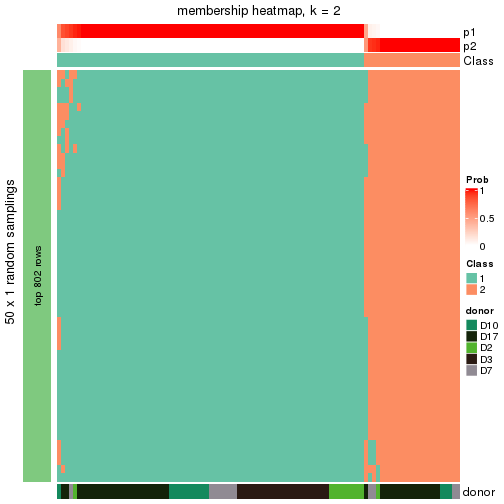 membership heatmap, k = 2
p1
p2
Class
50 x 1 random samplings
top 802 rows
Prob
1
0.5
0
Class
1
2
donor
D10
D17
D2
D3
D7
donor